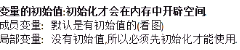 变量的初始值:初始化才会在内存中开辟空间
成员变量: 默认是有初始值的(看图)
局部变量: 没有初始值,所以必须先初始化才能使用.